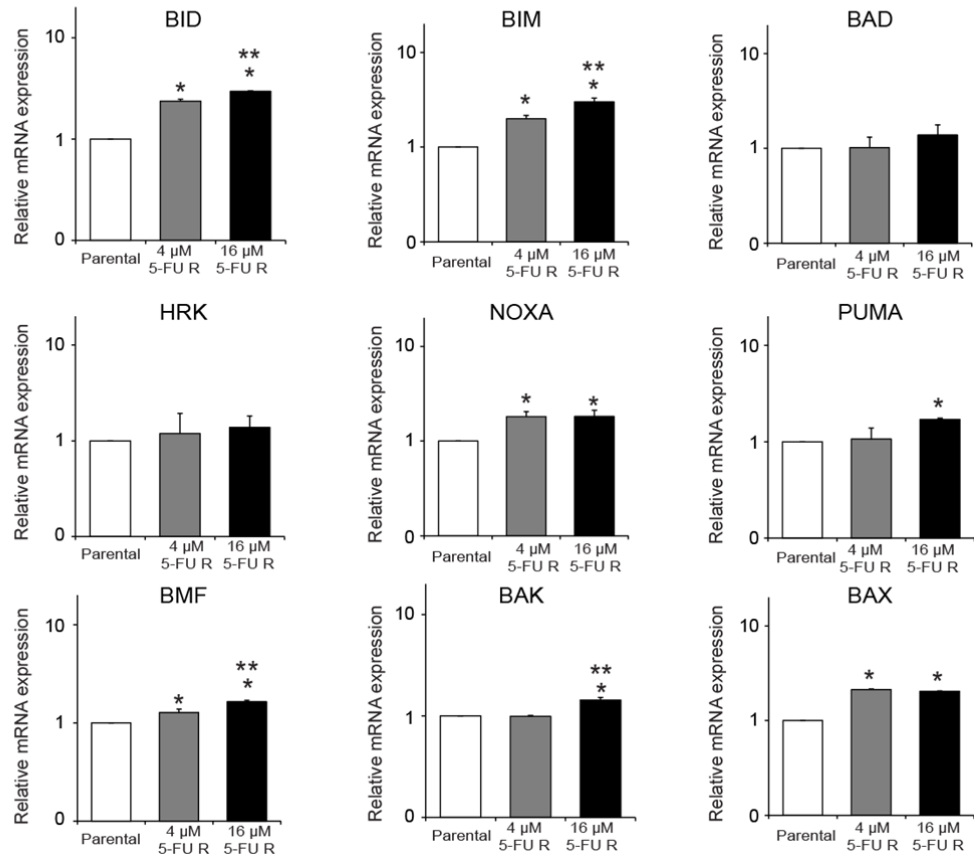 BID
Relative mRNA expression
10
1
0
**
*
*
Parental
4 µM
5-FU R
16 µM
5-FU R
BIM
Relative mRNA expression
10
1
0
**
*
*
Parental
4 µM
5-FU R
16 µM
5-FU R
BAD
Relative mRNA expression
10
1
0
Parental
4 µM
5-FU R
16 µM
5-FU R
HRK
Relative mRNA expression
10
1
0
Parental
4 µM
5-FU R
16 µM
5-FU R
NOXA
Relative mRNA expression
10
1
0
*
*
Parental
4 µM
5-FU R
16 µM
5-FU R
PUMA
Relative mRNA expression
10
1
0
*
Parental
4 µM
5-FU R
16 µM
5-FU R
BMF
Relative mRNA expression
10
1
0
**
*
*
Parental
4 µM
5-FU R
16 µM
5-FU R
BAK
Relative mRNA expression
10
1
0
**
*
Parental
4 µM
5-FU R
16 µM
5-FU R
BAX
Relative mRNA expression
10
1
0
*
*
Parental
4 µM
5-FU R
16 µM
5-FU R